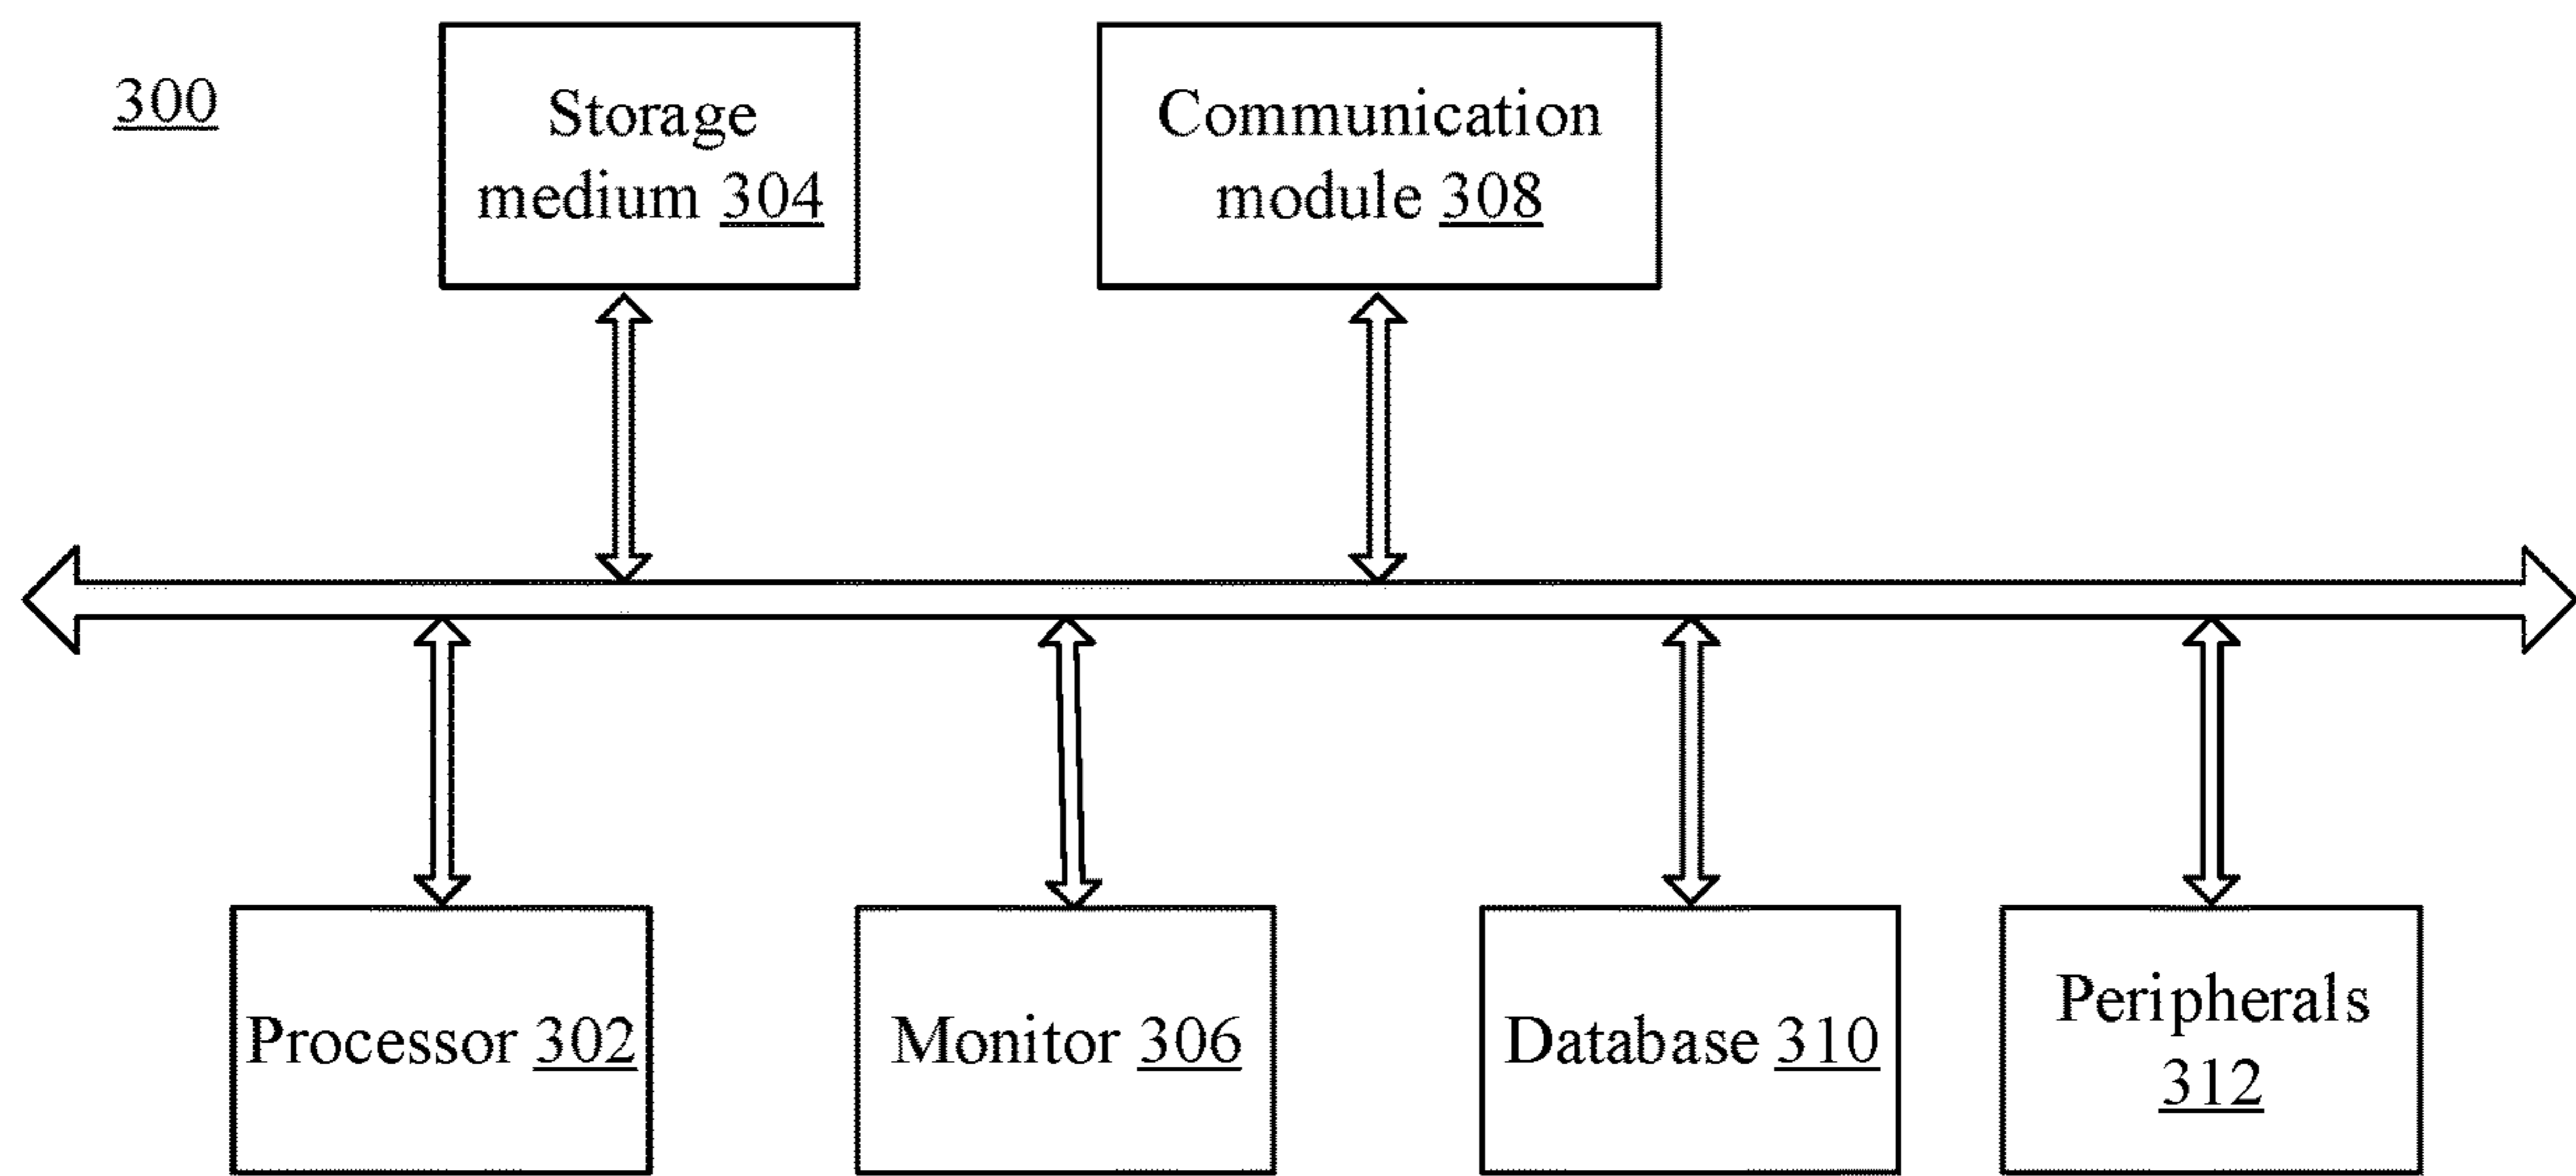 300
Storage
medium 304
Communication
module 308
Processor 302
Monitor 306
Database 310
Peripherals
312